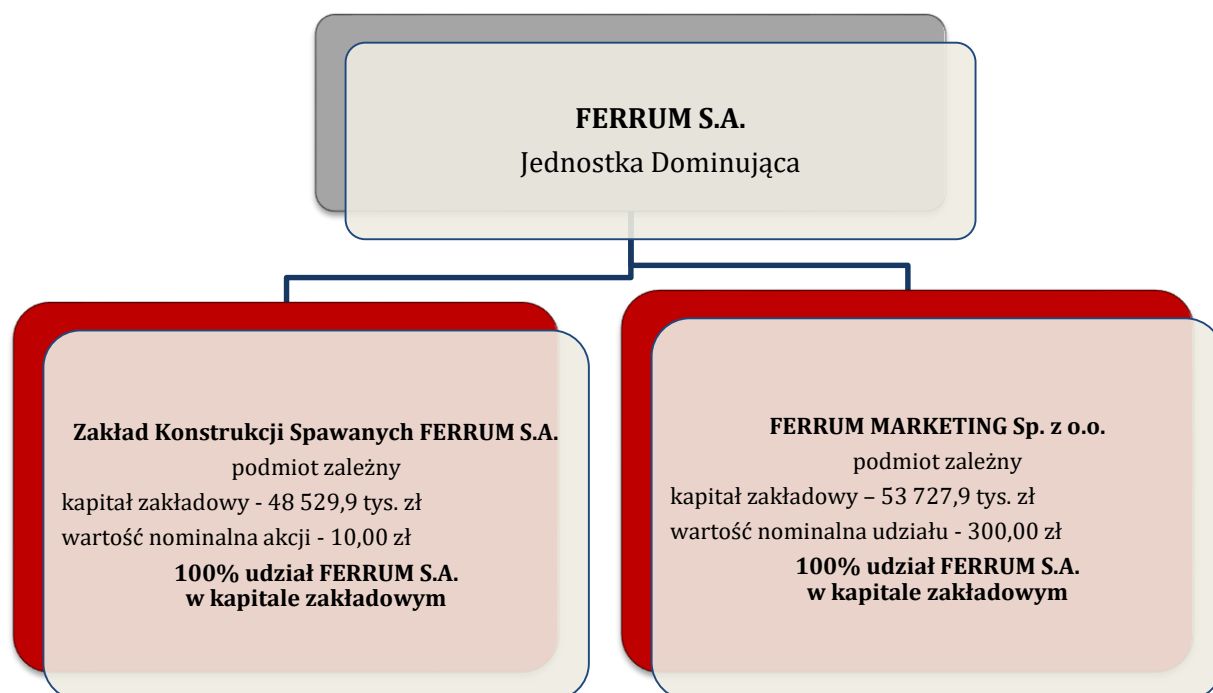 FERRUM S.A.
Jednostka Dominująca
Zakład Konstrukcji Spawanych FERRUM S.A.
podmiot zależny
kapitał zakładowy - 48 529,9 tys. zł
wartość nominalna akcji - 10,00 zł
100% udział FERRUM S.A.
w kapitale zakładowym
FERRUM MARKETING Sp. z o.o.
podmiot zależny
kapitał zakładowy – 53 727,9 tys. zł
wartość nominalna udziału - 300,00 zł
100% udział FERRUM S.A.
w kapitale zakładowym